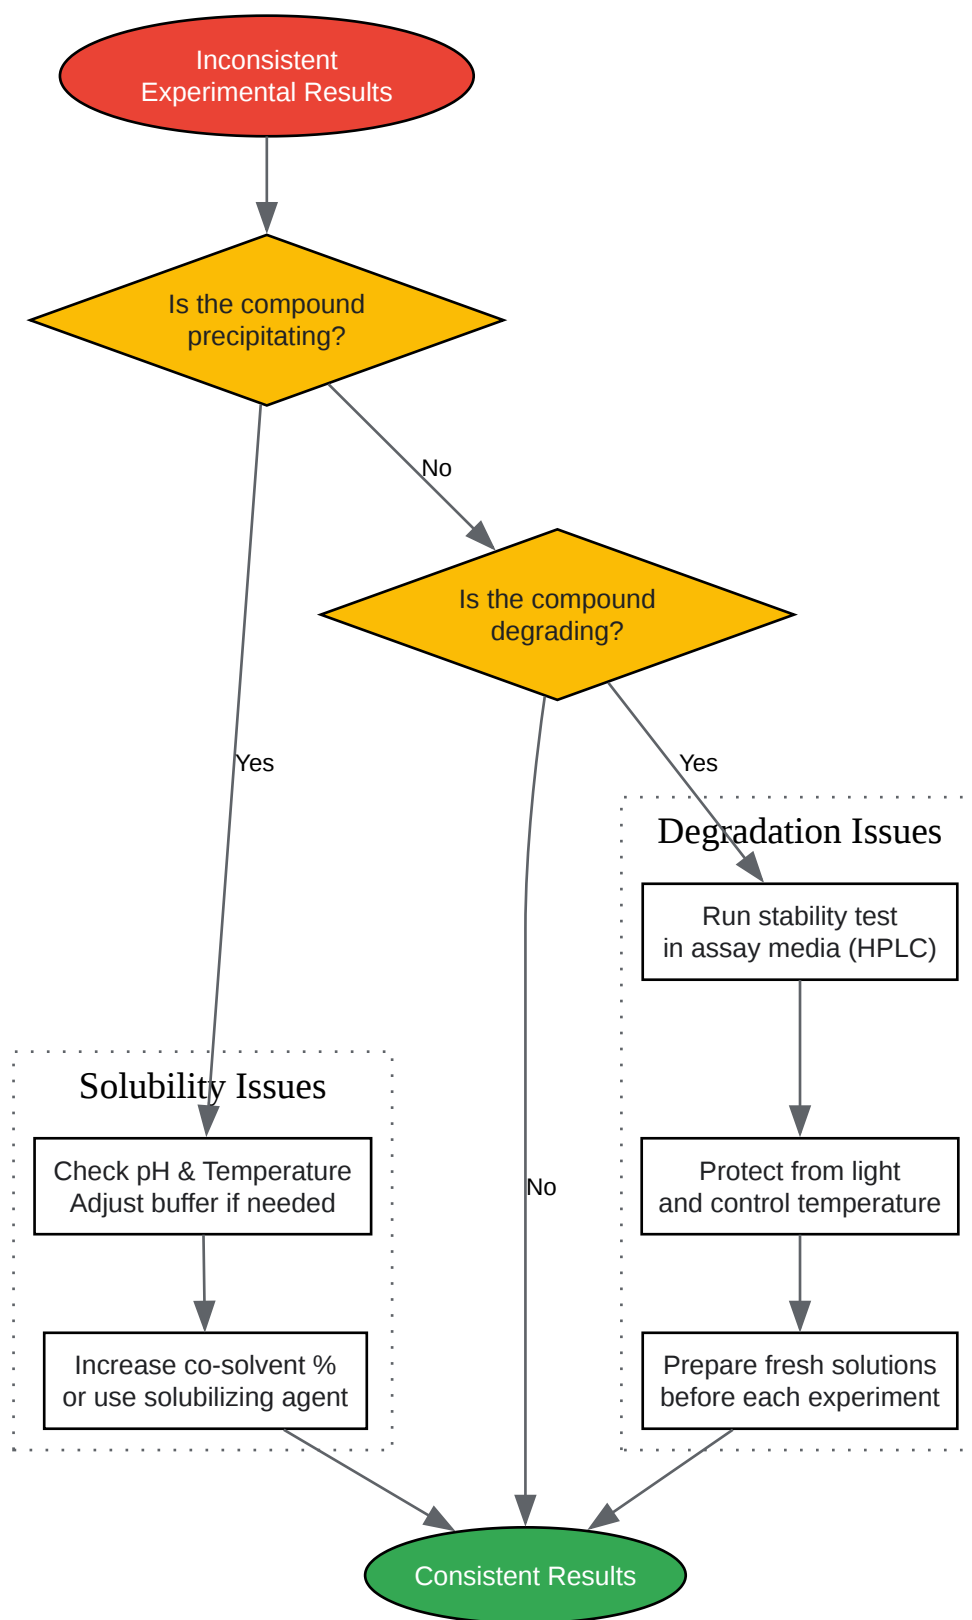 Inconsistent
Experimental Results
Is the compound
precipitating?
No
Is the compound
degrading?
Yes
Yes
Degradation Issues
Run stability test
in assay media (HPLC)
Solubility Issues
Check pH & Temperature
Adjust buffer if needed
No
Protect from light
and control temperature
Increase co-solvent %
or use solubilizing agent
Prepare fresh solutions
before each experiment
Consistent Results